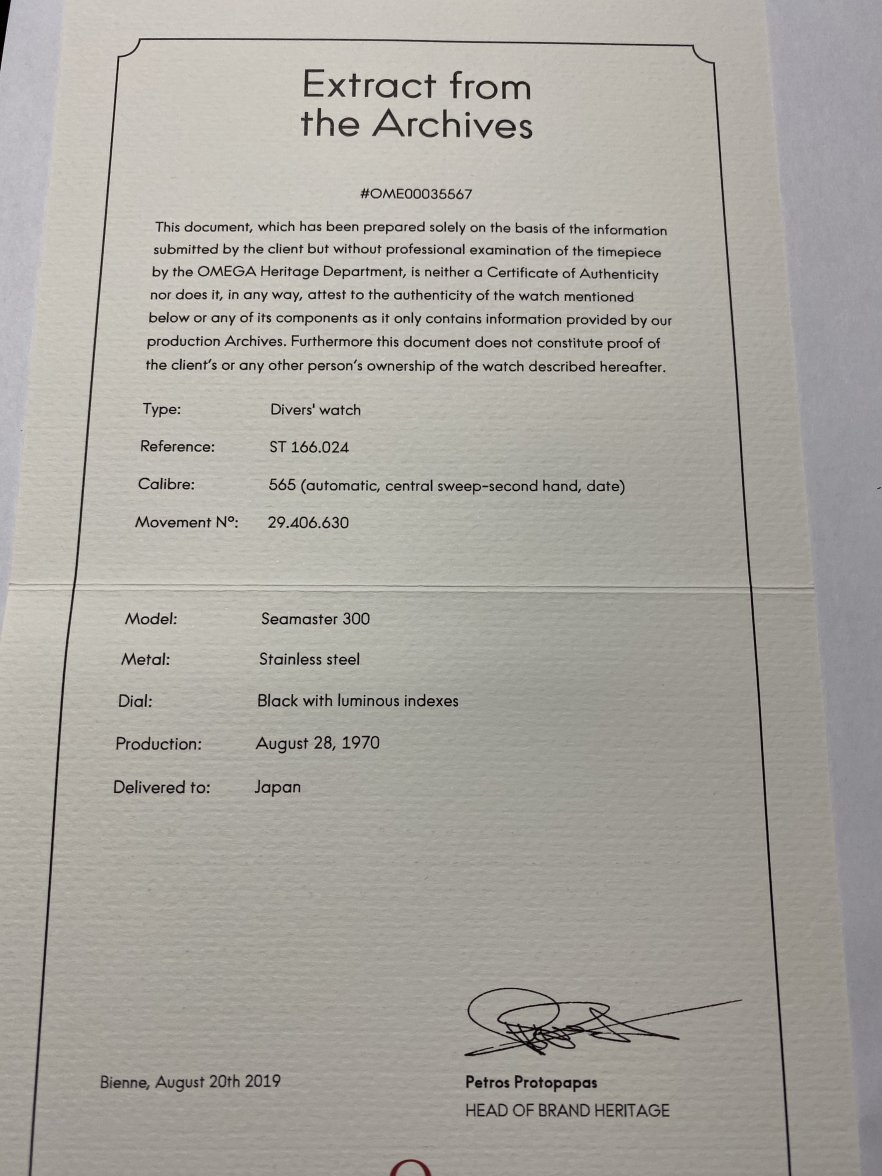 Extract from
the Archives
#OME00035567
This document, which has been prepared solely on the basis of the information
submitted by the client but without professional examination of the timepiece
by the OMEGA Heritage Department, is neither a Certificate of Authenticity
nor does it, in any way, attest to the authenticity of the watch mentioned
below or any of its components as it only contains information provided by our
production Archives. Furthermore this document does not constitute proof of
the client's or any other person's ownership of the watch described hereafter.
Type: Divers' watch
Reference: ST 166.024
Calibre: 565 (automatic, central sweep-second hand, date)
Movement Nº: 29.406.630
Model: Seamaster 300
Metal: Stainless steel
Dial: Black with luminous indexes
Production: August 28, 1970
Delivered to: Japan
Bienne, August 20th 2019
Petros Protopapas
HEAD OF BRAND HERITAGE